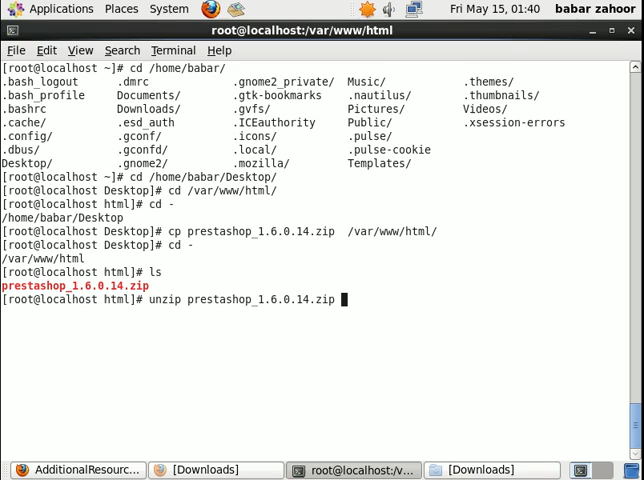 Applications Places System Fri May 15, 01:40 babar zahoor
root@localhost:/var/www/html
File Edit View Search Terminal Help
[root@localhost ~]# cd /home/babar/
.bash_logout .dmrc .gnome2_private/ Music/ .themes/
.bash_profile Documents/ .gtk-bookmarks .nautilus/ .thumbnails/
.bashrc Downloads/ .gvfs/ Pictures/ Videos/
.cache/ .esd_auth .ICEauthority Public/ .xsession-errors
.config/ .gconf/ .icons/ .pulse/
.dbus/ .gconfd/ .local/ .pulse-cookie
Desktop/ .gnome2/ .mozilla/ Templates/
[root@localhost ~]# cd /home/babar/Desktop/
[root@localhost Desktop]# cd /var/www/html/
[root@localhost html]# cd -
/home/babar/Desktop
[root@localhost Desktop]# cp prestashop_1.6.0.14.zip  /var/www/html/
[root@localhost Desktop]# cd -
/var/www/html
[root@localhost html]# ls
prestashop_1.6.0.14.zip
[root@localhost html]# unzip prestashop_1.6.0.14.zip
AdditionalResourc... [Downloads] root@localhost:/v... [Downloads]